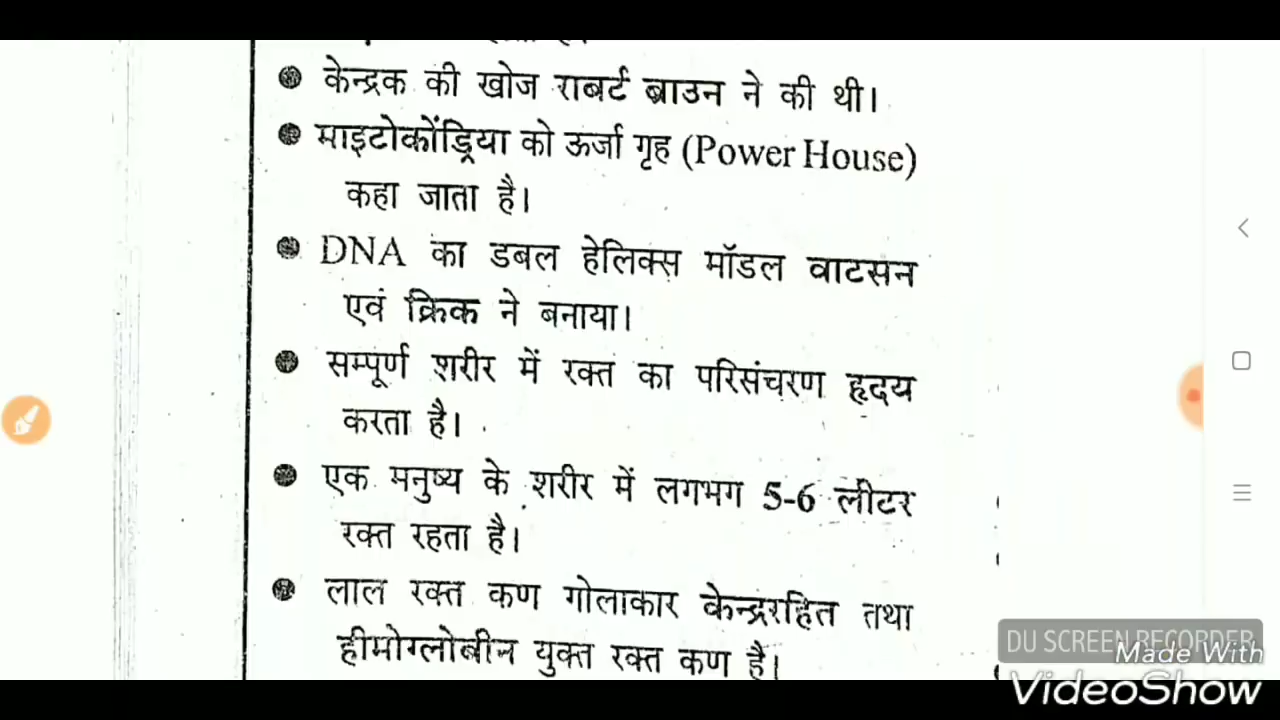 ● केन्द्रक की खोज राबर्ट ब्राउन ने की थी।
● माइटोकोंड्रिया को ऊर्जा गृह (Power House)
कहा जाता है।
● DNA का डबल हेलिक्स मॉडल वाटसन
एवं क्रिक ने बनाया।
● सम्पूर्ण शरीर में रक्त का परिसंचरण हृदय
करता है।
● एक मनुष्य के शरीर में लगभग 5-6 लीटर
रक्त रहता है।
● लाल रक्त कण गोलाकार केन्द्ररहित तथा
हीमोग्लोबीन युक्त रक्त कण है।
DU SCREEN RECORDER
Made With
VideoShow